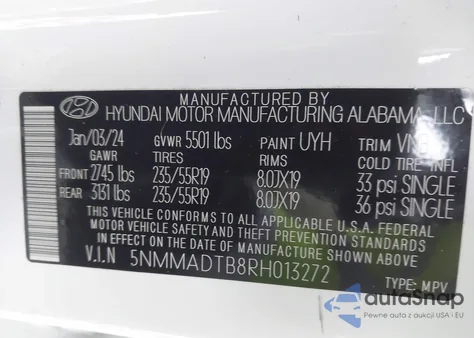 MANUFACTURED BY
HYUNDAI MOTOR MANUFACTURING ALABAMA, LLC
Jan/03/24 GVWR 5501 lbs PAINT UYH TRIM
GAWR TIRES RIMS COLD TIRE INFL.
FRONT 2745 lbs 235/55R19 8.0JX19 33 psi SINGLE
REAR 3131 lbs 235/55R19 8.0JX19 36 psi SINGLE
THIS VEHICLE CONFORMS TO ALL APPLICABLE U.S.A. FEDERAL
MOTOR VEHICLE SAFETY AND THEFT PREVENTION STANDARDS
IN EFFECT ON THE DATE OF MANUFACTURE SHOWN ABOVE.
V.I.N 5NMMADTB8RH013272
TYPE: MPV
autoSnap
Pewne auta z aukcji USA i EU